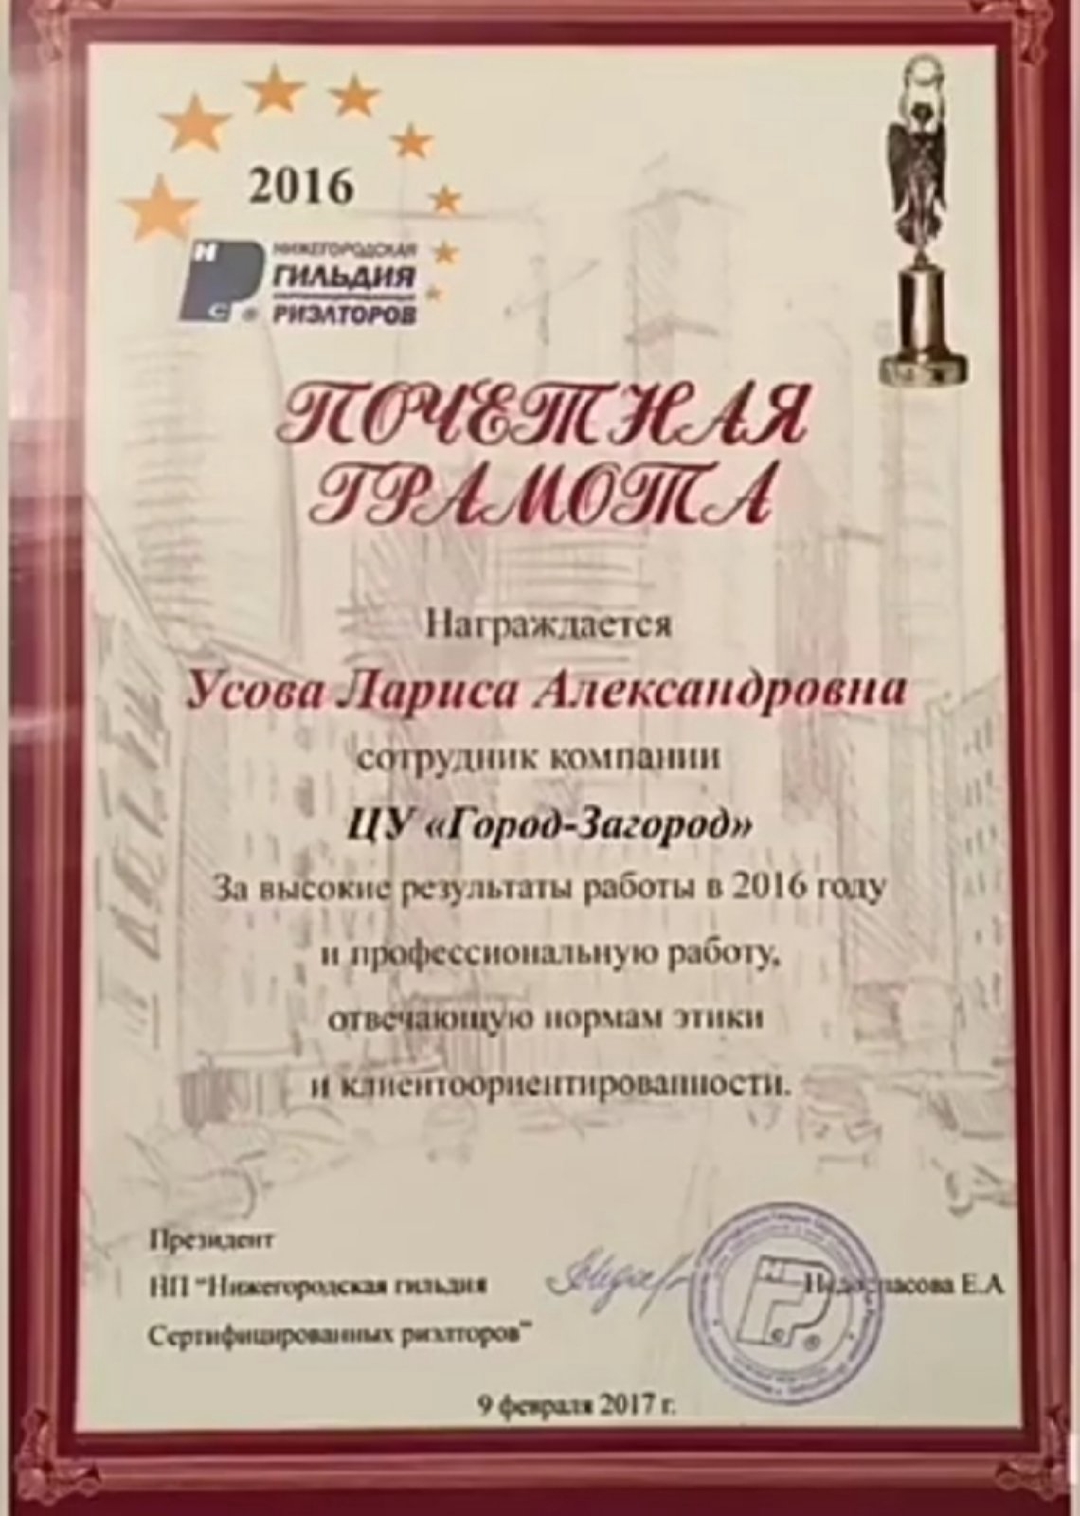 2016
НИЖЕГОРОДСКАЯ
ГИЛЬДИЯ
РИЭЛТОРОВ
Н
С ®
ПОЧЕТНАЯ
ГРАМОТА
Награждается
Усова Лариса Александровна
сотрудник компании
ЦУ «Город-Загород»
За высокие результаты работы в 2016 году
и профессиональную работу,
отвечающую нормам этики
и клиентоориентированности.
Президент
НП "Нижегородская гильдия
Сертифицированных риэлторов"
Недоспасова Е.А
9 февраля 2017 г.